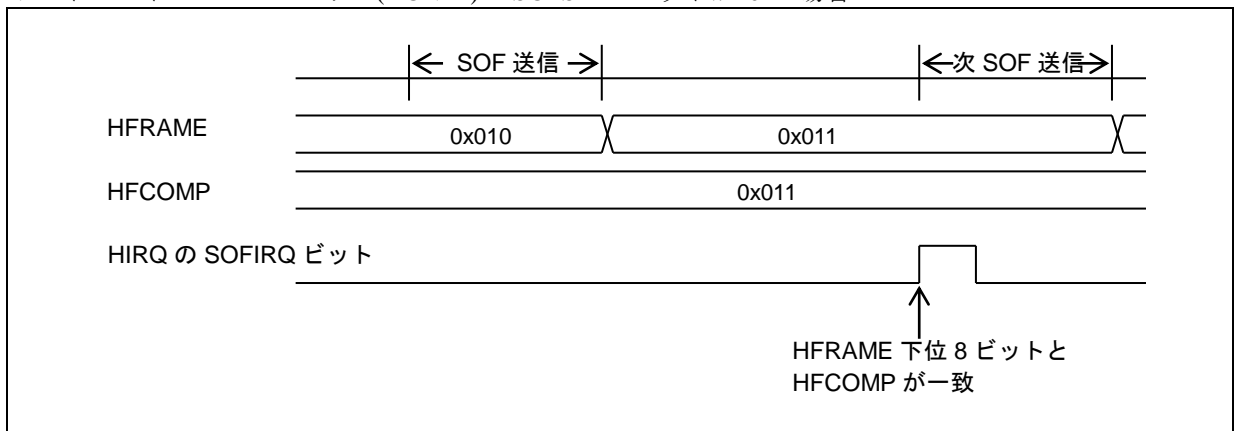 SOF 送信
次 SOF 送信
HFRAME
0x010
0x011
HFCOMP
0x011
HIRQ の SOFIRQ ビット
HFRAME 下位 8 ビットと
HFCOMP が一致